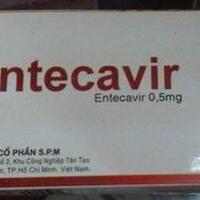 ntecavir
Entecavir 0,5mg
CỔ PHẦN S.P.M
ố 2, Khu Công Nghiệp Tân Tạo
n, TP.Hồ Chí Minh, Việt Nam.